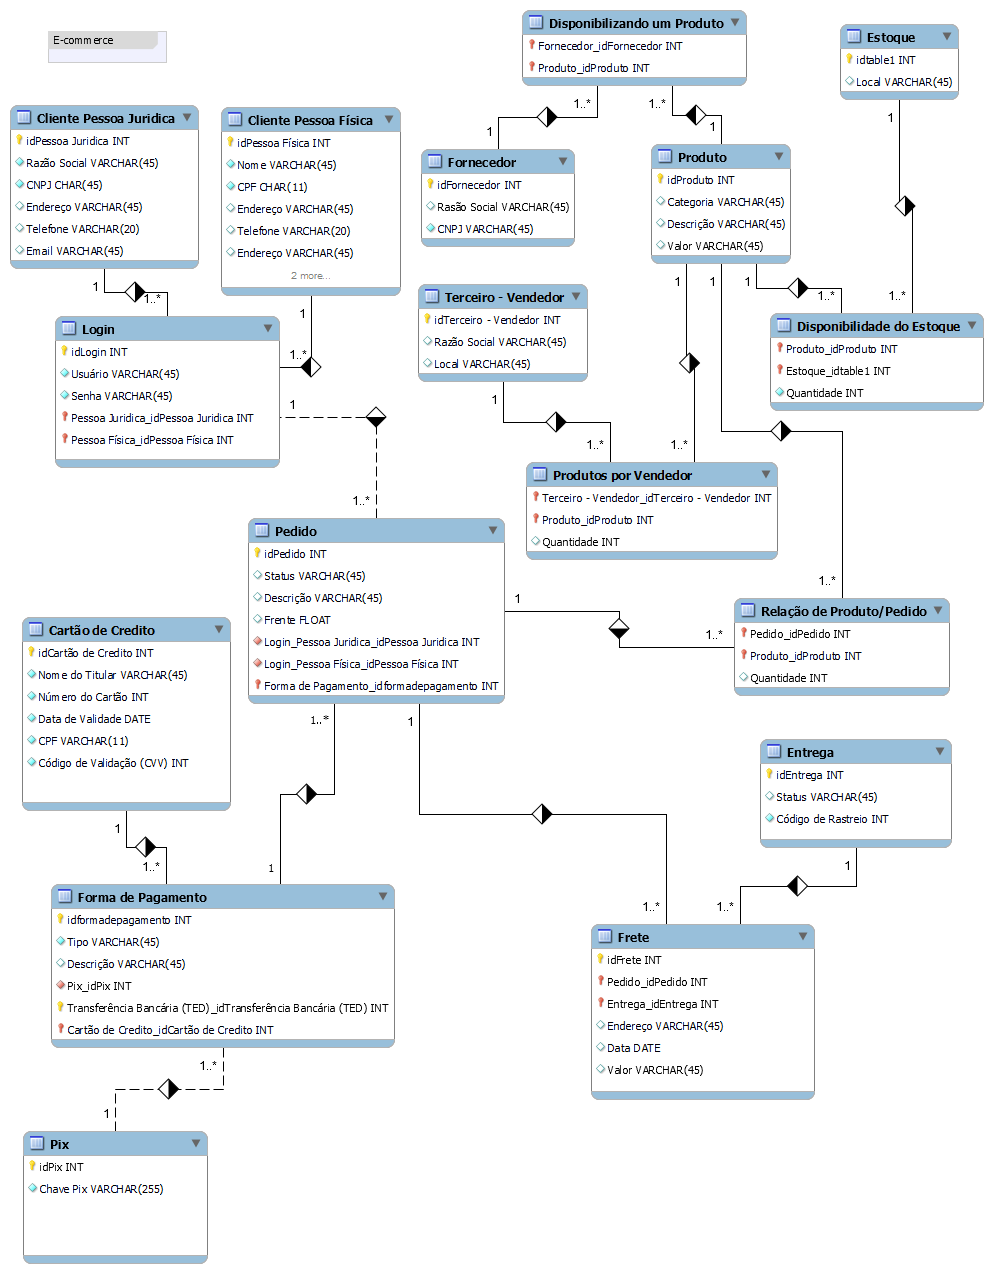 E-commerce
Disponibilizando um Produto
Fornecedor_idFornecedor INT
Produto_idProduto INT
Estoque
idtable1 INT
Local VARCHAR(45)
Cliente Pessoa Juridica
idPessoa Juridica INT
Razão Social VARCHAR(45)
CNPJ CHAR(45)
Endereço VARCHAR(45)
Telefone VARCHAR(20)
Email VARCHAR(45)
Cliente Pessoa Física
idPessoa Física INT
Nome VARCHAR(45)
CPF CHAR(11)
Endereço VARCHAR(45)
Telefone VARCHAR(20)
Endereço VARCHAR(45)
2 more...
1..*
1
1..*
1
1
1..*
Fornecedor
idFornecedor INT
Rasão Social VARCHAR(45)
CNPJ VARCHAR(45)
Produto
idProduto INT
Categoria VARCHAR(45)
Descrição VARCHAR(45)
Valor VARCHAR(45)
1
1..*
1
1..*
1
1..*
1
1..*
1
1..*
Login
idLogin INT
Usuário VARCHAR(45)
Senha VARCHAR(45)
Pessoa Juridica_idPessoa Juridica INT
Pessoa Física_idPessoa Física INT
Terceiro - Vendedor
idTerceiro - Vendedor INT
Razão Social VARCHAR(45)
Local VARCHAR(45)
Disponibilidade do Estoque
Produto_idProduto INT
Estoque_idtable1 INT
Quantidade INT
1
1..*
1
1..*
Produtos por Vendedor
Terceiro - Vendedor_idTerceiro - Vendedor INT
Produto_idProduto INT
Quantidade INT
Pedido
idPedido INT
Status VARCHAR(45)
Descrição VARCHAR(45)
Frente FLOAT
Login_Pessoa Juridica_idPessoa Juridica INT
Login_Pessoa Física_idPessoa Física INT
Forma de Pagamento_idformadepagamento INT
1
1..*
Relação de Produto/Pedido
Pedido_idPedido INT
Produto_idProduto INT
Quantidade INT
Cartão de Credito
idCartão de Credito INT
Nome do Titular VARCHAR(45)
Número do Cartão INT
Data de Validade DATE
CPF VARCHAR(11)
Código de Validação (CVV) INT
1..*
1
1
1..*
1
1..*
Entrega
idEntrega INT
Status VARCHAR(45)
Código de Rastreio INT
1
1..*
Forma de Pagamento
idformadepagamento INT
Tipo VARCHAR(45)
Descrição VARCHAR(45)
Pix_idPix INT
Transferência Bancária (TED)_idTransferência Bancária (TED) INT
Cartão de Credito_idCartão de Credito INT
Frete
idFrete INT
Pedido_idPedido INT
Entrega_idEntrega INT
Endereço VARCHAR(45)
Data DATE
Valor VARCHAR(45)
1..*
1
Pix
idPix INT
Chave Pix VARCHAR(255)